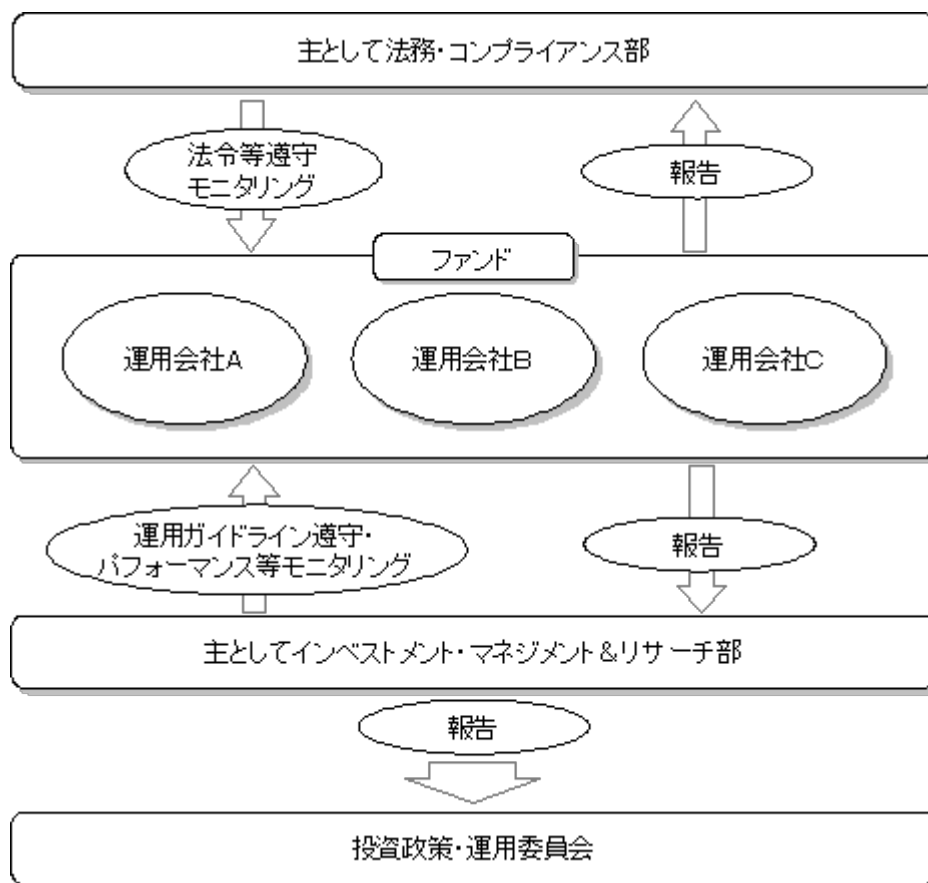 主として法務・コンプライアンス部
法令等遵守
モニタリング
報告
ファンド
運用会社A
運用会社B
運用会社C
運用ガイドライン遵守・
パフォーマンス等モニタリング
報告
主としてインベストメント・マネジメント&リサーチ部
報告
投資政策・運用委員会